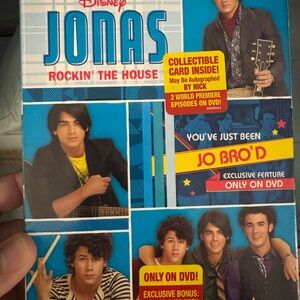 Disney
JONAS
ROCKIN' THE HOUSE
COLLECTIBLE
CARD INSIDE!
May Be Autographed
BY NICK
2 WORLD PREMIERE
EPISODES ON DVD!
YOU'VE JUST BEEN
JO BRO'D
EXCLUSIVE FEATURE
ONLY ON DVD
ONLY ON DVD!
EXCLUSIVE BONUS: